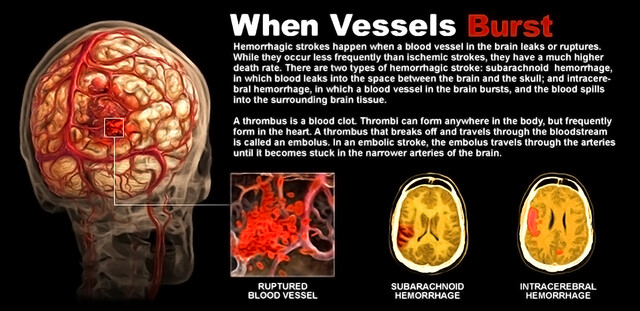 When Vessels Burst
Hemorrhagic strokes happen when a blood vessel in the brain leaks or ruptures.
While they occur less frequently than ischemic strokes, they have a much higher
death rate. There are two types of hemorrhagic stroke: subarachnoid hemorrhage,
in which blood leaks into the space between the brain and the skull; and intracere-
bral hemorrhage, in which a blood vessel in the brain bursts, and the blood spills
into the surrounding brain tissue.
A thrombus is a blood clot. Thrombi can form anywhere in the body, but frequently
form in the heart. A thrombus that breaks off and travels through the bloodstream
is called an embolus. In an embolic stroke, the embolus travels through the arteries
until it becomes stuck in the narrower arteries of the brain.
RUPTURED
BLOOD VESSEL
SUBARACHNOID
HEMORRHAGE
INTRACEREBRAL
HEMORRHAGE